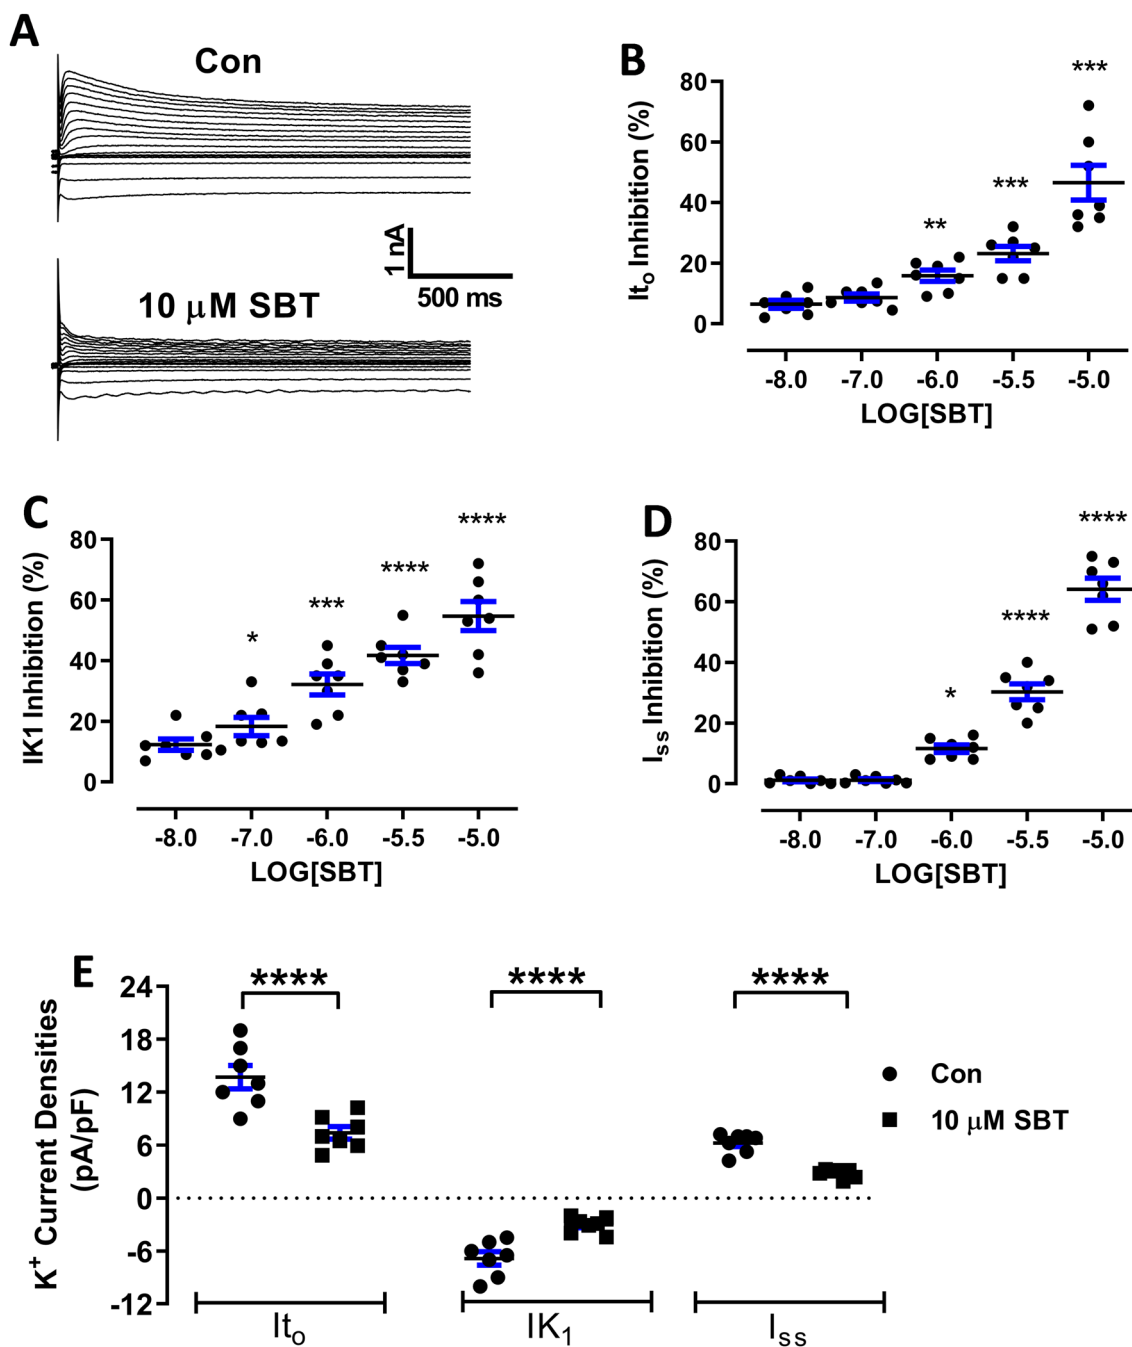 A
Con
1 nA
500 ms
10 μM SBT
B
It₀ Inhibition (%)
80
60
40
20
0
**
***
***
-8.0 -7.0 -6.0 -5.5 -5.0
LOG[SBT]
C
IK1 Inhibition (%)
80
60
40
20
0
*
***
****
****
-8.0 -7.0 -6.0 -5.5 -5.0
LOG[SBT]
D
Iss Inhibition (%)
80
60
40
20
0
*
****
****
-8.0 -7.0 -6.0 -5.5 -5.0
LOG[SBT]
E
K⁺ Current Densities
(pA/pF)
24
18
12
6
0
-6
-12
**** **** ****
Con
10 μM SBT
It₀ IK₁ Iss